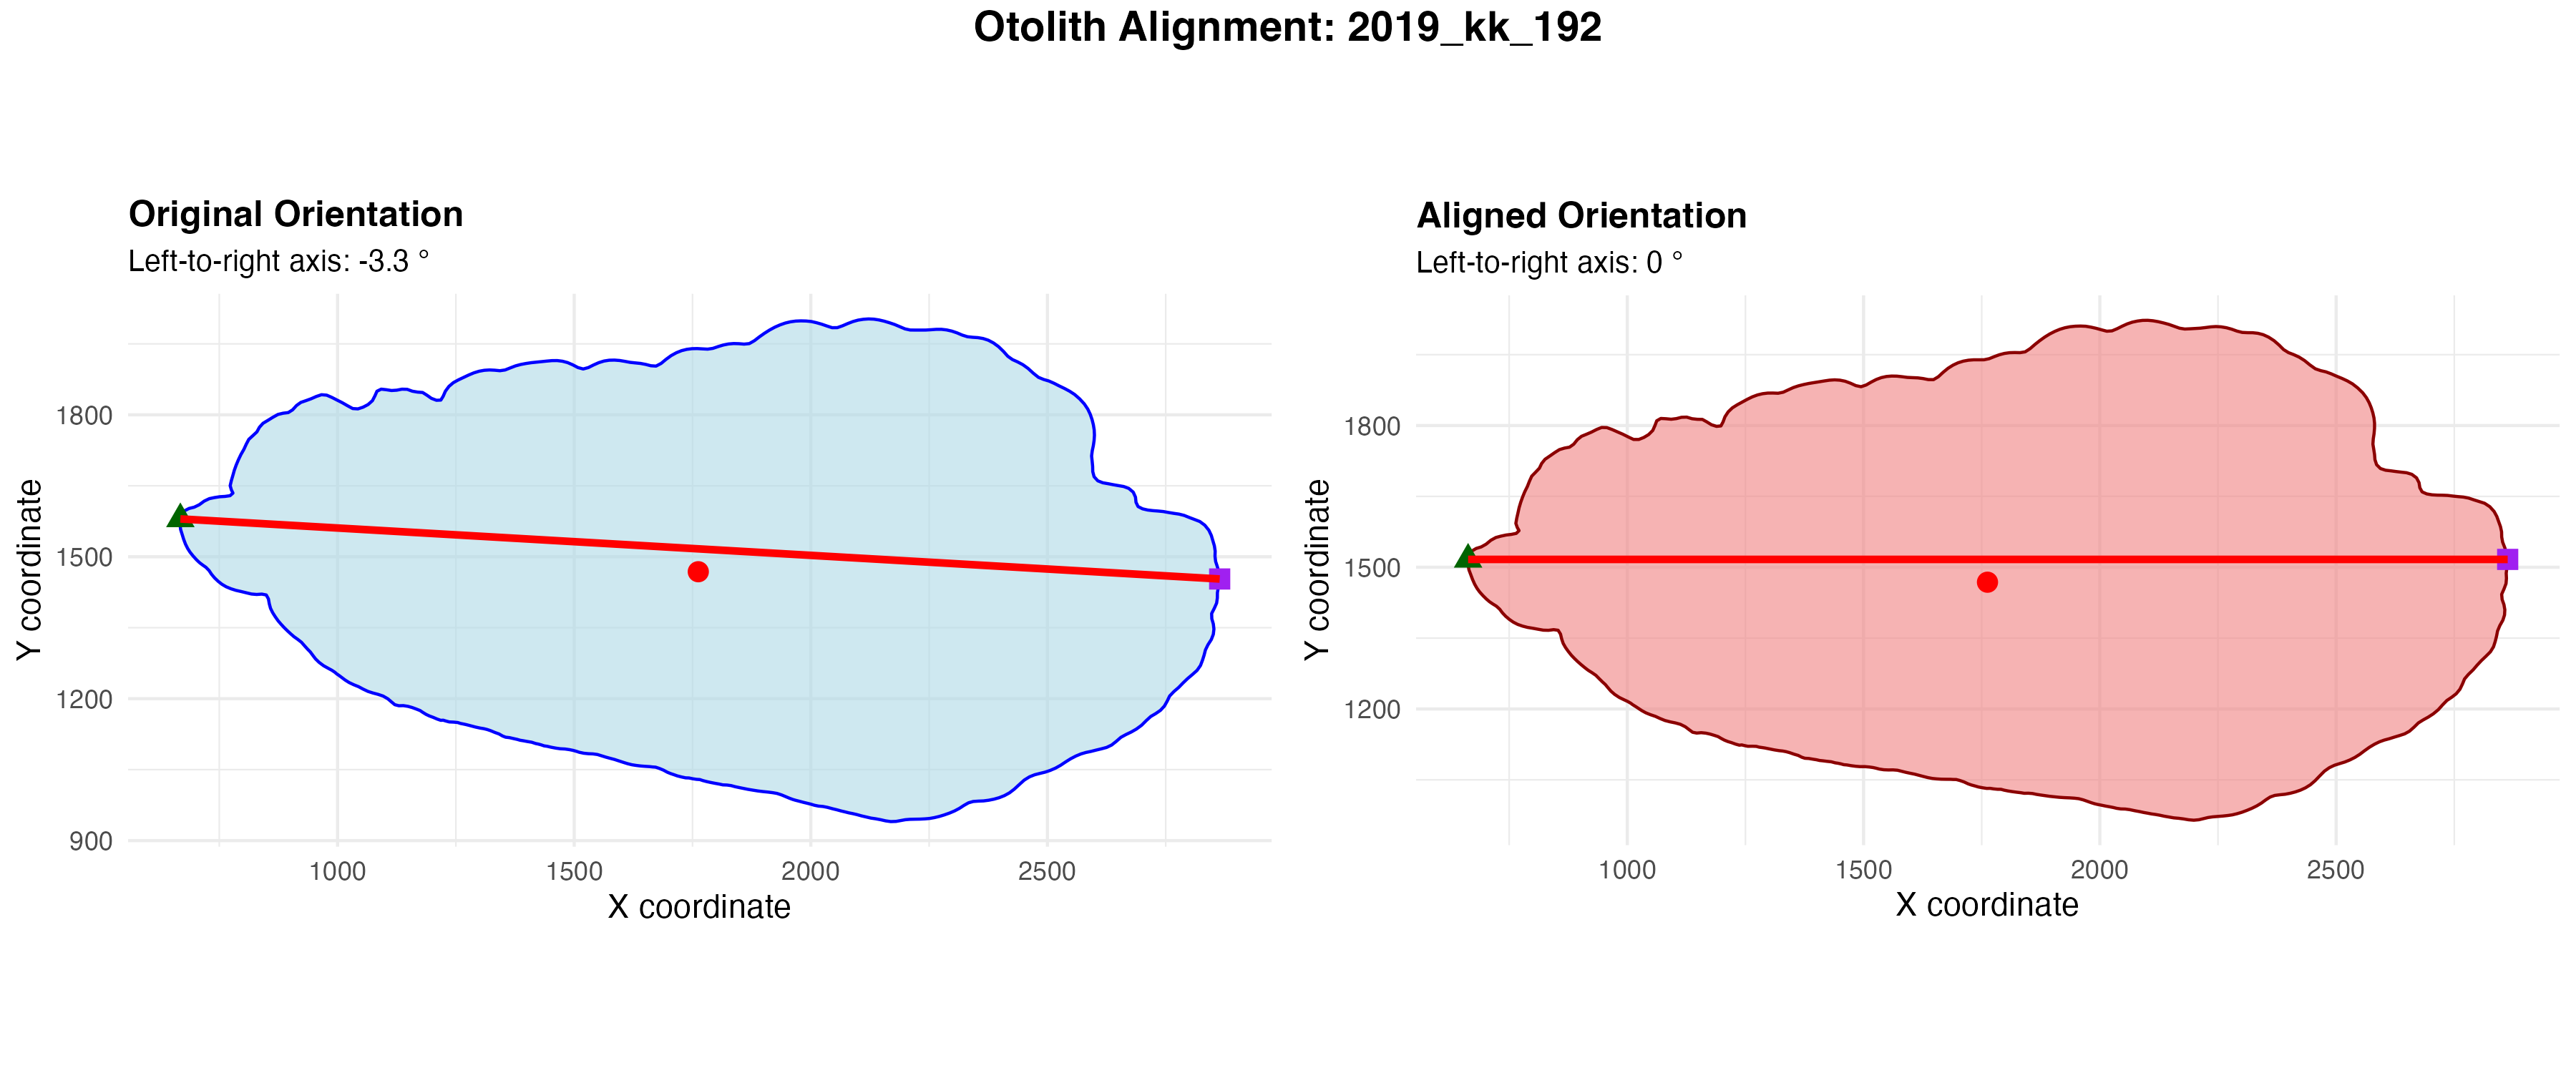 Otolith Alignment: 2019_kk_192
Original Orientation
Left-to-right axis: -3.3 °
Y coordinate
1800
1500
1200
900
1000
1500
2000
2500
X coordinate
Aligned Orientation
Left-to-right axis: 0 °
Y coordinate
1800
1500
1200
1000
1500
2000
2500
X coordinate